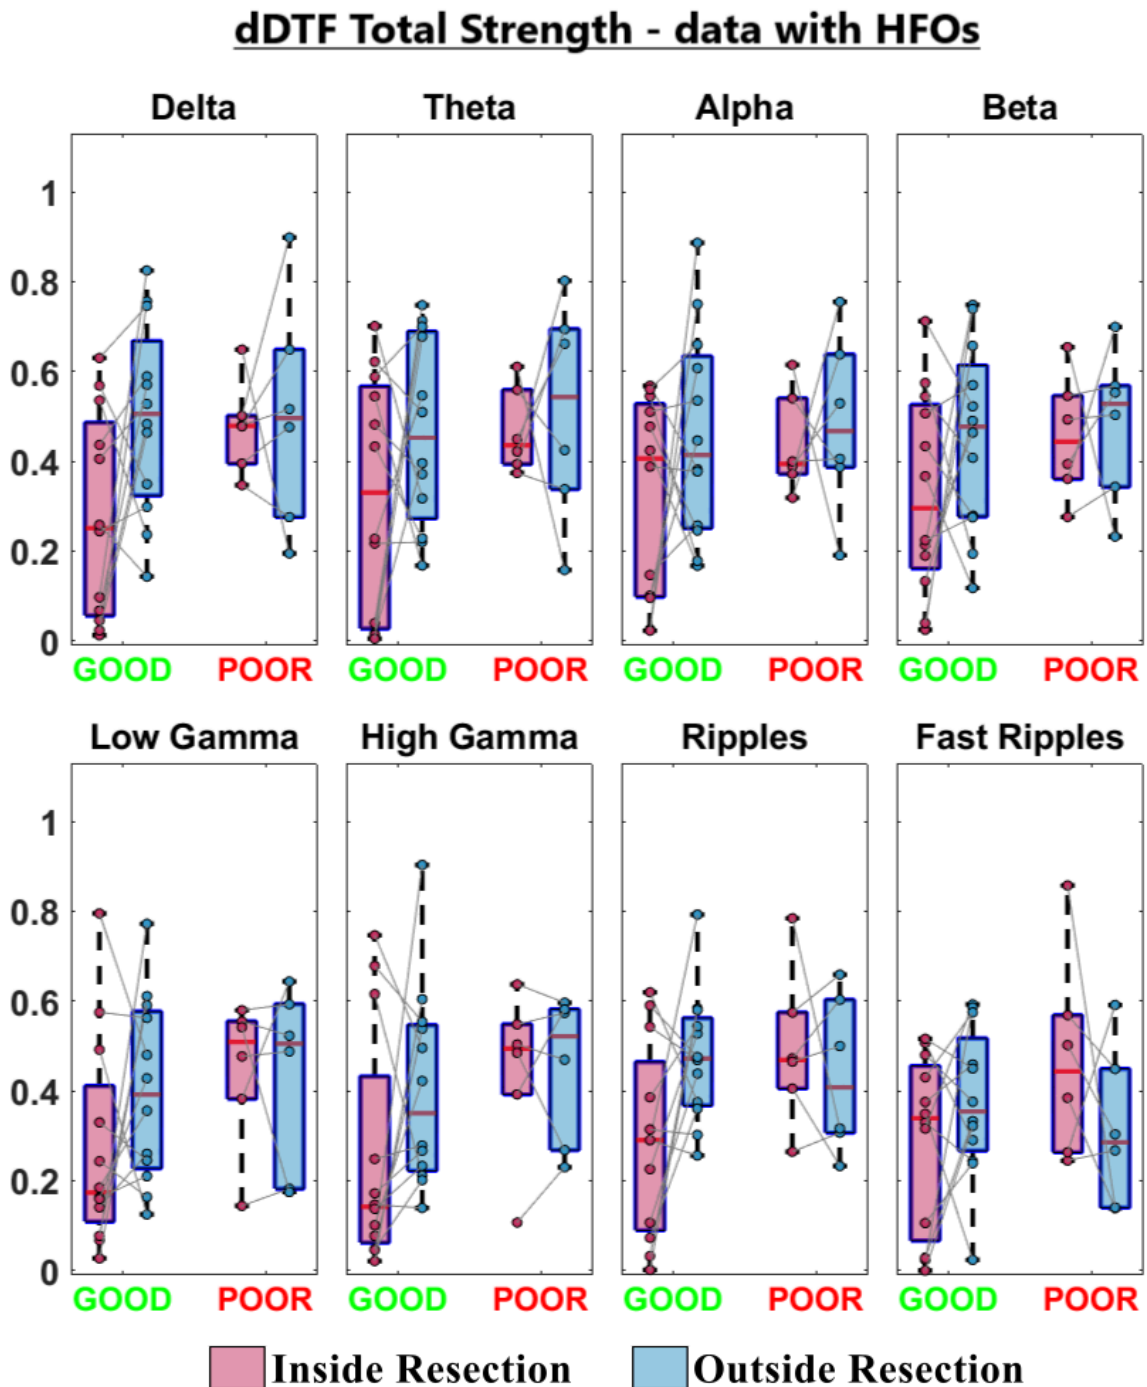 dDTF Total Strength - data with HFOs
Delta Theta Alpha Beta
1
0.8
0.6
0.4
0.2
0
GOOD POOR GOOD POOR GOOD POOR GOOD POOR
Low Gamma High Gamma Ripples Fast Ripples
1
0.8
0.6
0.4
0.2
0
GOOD POOR GOOD POOR GOOD POOR GOOD POOR
Inside Resection Outside Resection